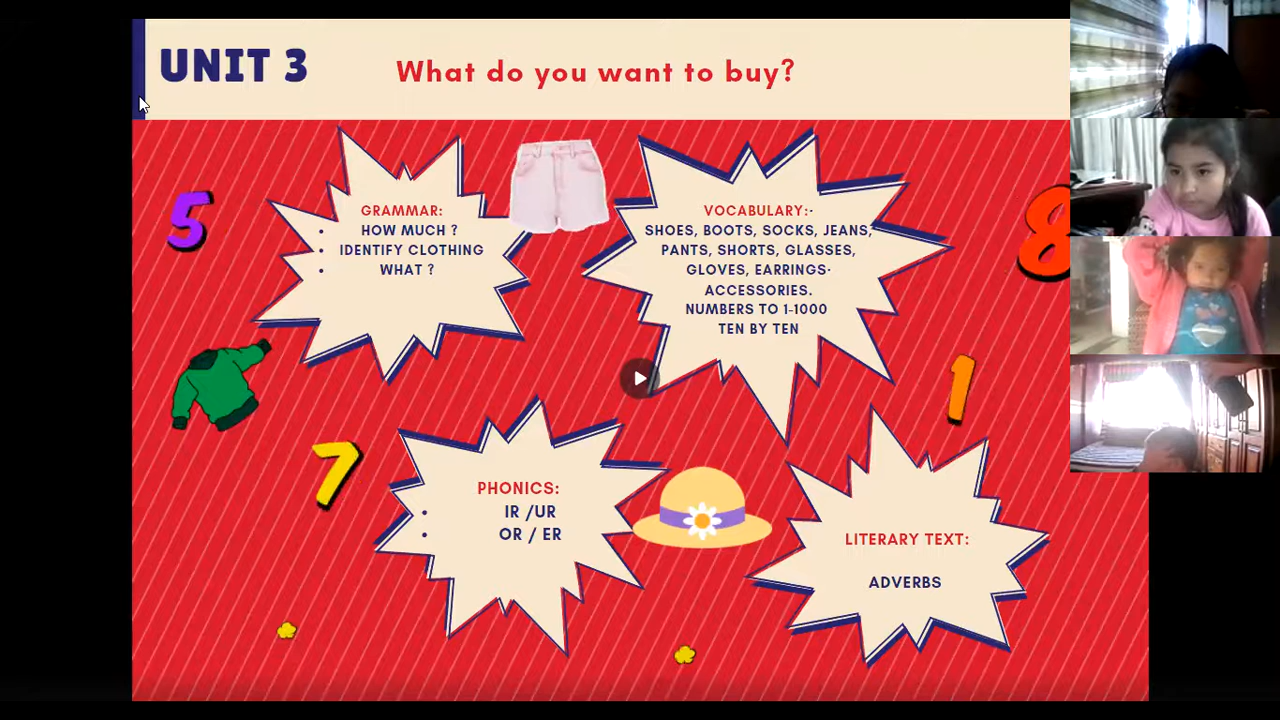 UNIT 3
What do you want to buy?
5
8
GRAMMAR:
• HOW MUCH ?
• IDENTIFY CLOTHING
• WHAT ?
VOCABULARY:·
SHOES, BOOTS, SOCKS, JEANS,
PANTS, SHORTS, GLASSES,
GLOVES, EARRINGS·
ACCESSORIES.
NUMBERS TO 1-1000
TEN BY TEN
1
7
PHONICS:
• IR /UR
• OR / ER
LITERARY TEXT:
ADVERBS